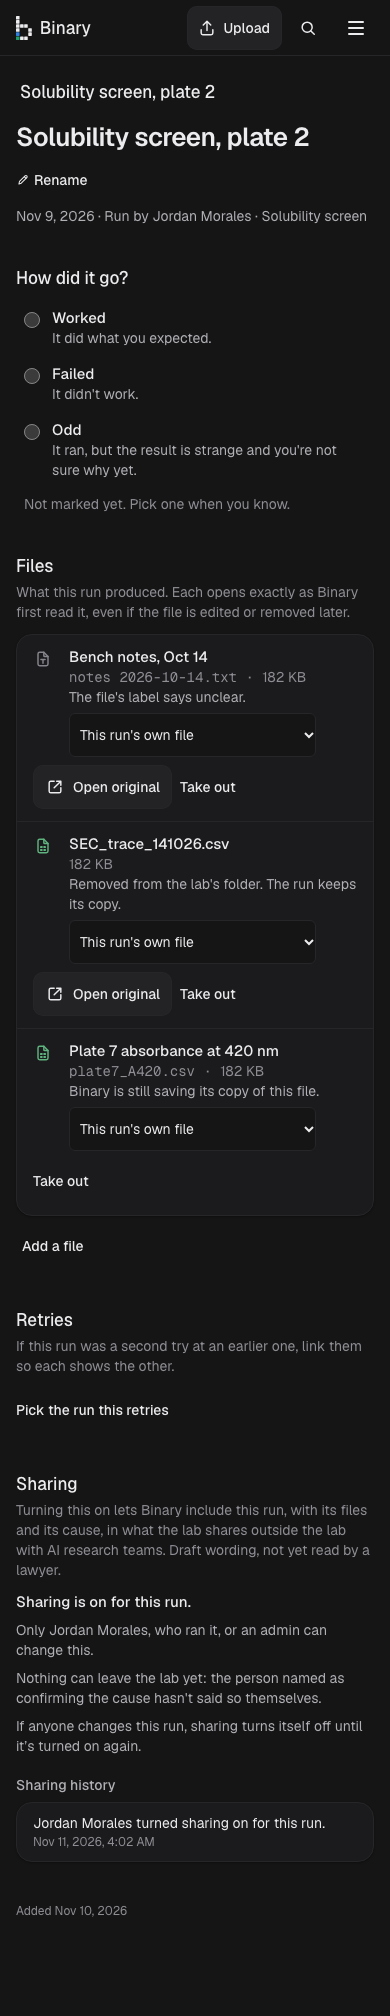 Binary
Upload
Solubility screen, plate 2
Solubility screen, plate 2
Rename
Nov 9, 2026 · Run by Jordan Morales · Solubility screen
How did it go?
Worked
It did what you expected.
Failed
It didn't work.
Odd
It ran, but the result is strange and you're not
sure why yet.
Not marked yet. Pick one when you know.
Files
What this run produced. Each opens exactly as Binary
first read it, even if the file is edited or removed later.
Bench notes, Oct 14
notes 2026-10-14.txt · 182 KB
The file's label says unclear.
This run's own file
Open original
Take out
SEC_trace_141026.csv
182 KB
Removed from the lab's folder. The run keeps
its copy.
This run's own file
Open original
Take out
Plate 7 absorbance at 420 nm
plate7_A420.csv · 182 KB
Binary is still saving its copy of this file.
This run's own file
Take out
Add a file
Retries
If this run was a second try at an earlier one, link them
so each shows the other.
Pick the run this retries
Sharing
Turning this on lets Binary include this run, with its files
and its cause, in what the lab shares outside the lab
with AI research teams. Draft wording, not yet read by a
lawyer.
Sharing is on for this run.
Only Jordan Morales, who ran it, or an admin can
change this.
Nothing can leave the lab yet: the person named as
confirming the cause hasn't said so themselves.
If anyone changes this run, sharing turns itself off until
it's turned on again.
Sharing history
Jordan Morales turned sharing on for this run.
Nov 11, 2026, 4:02 AM
Added Nov 10, 2026